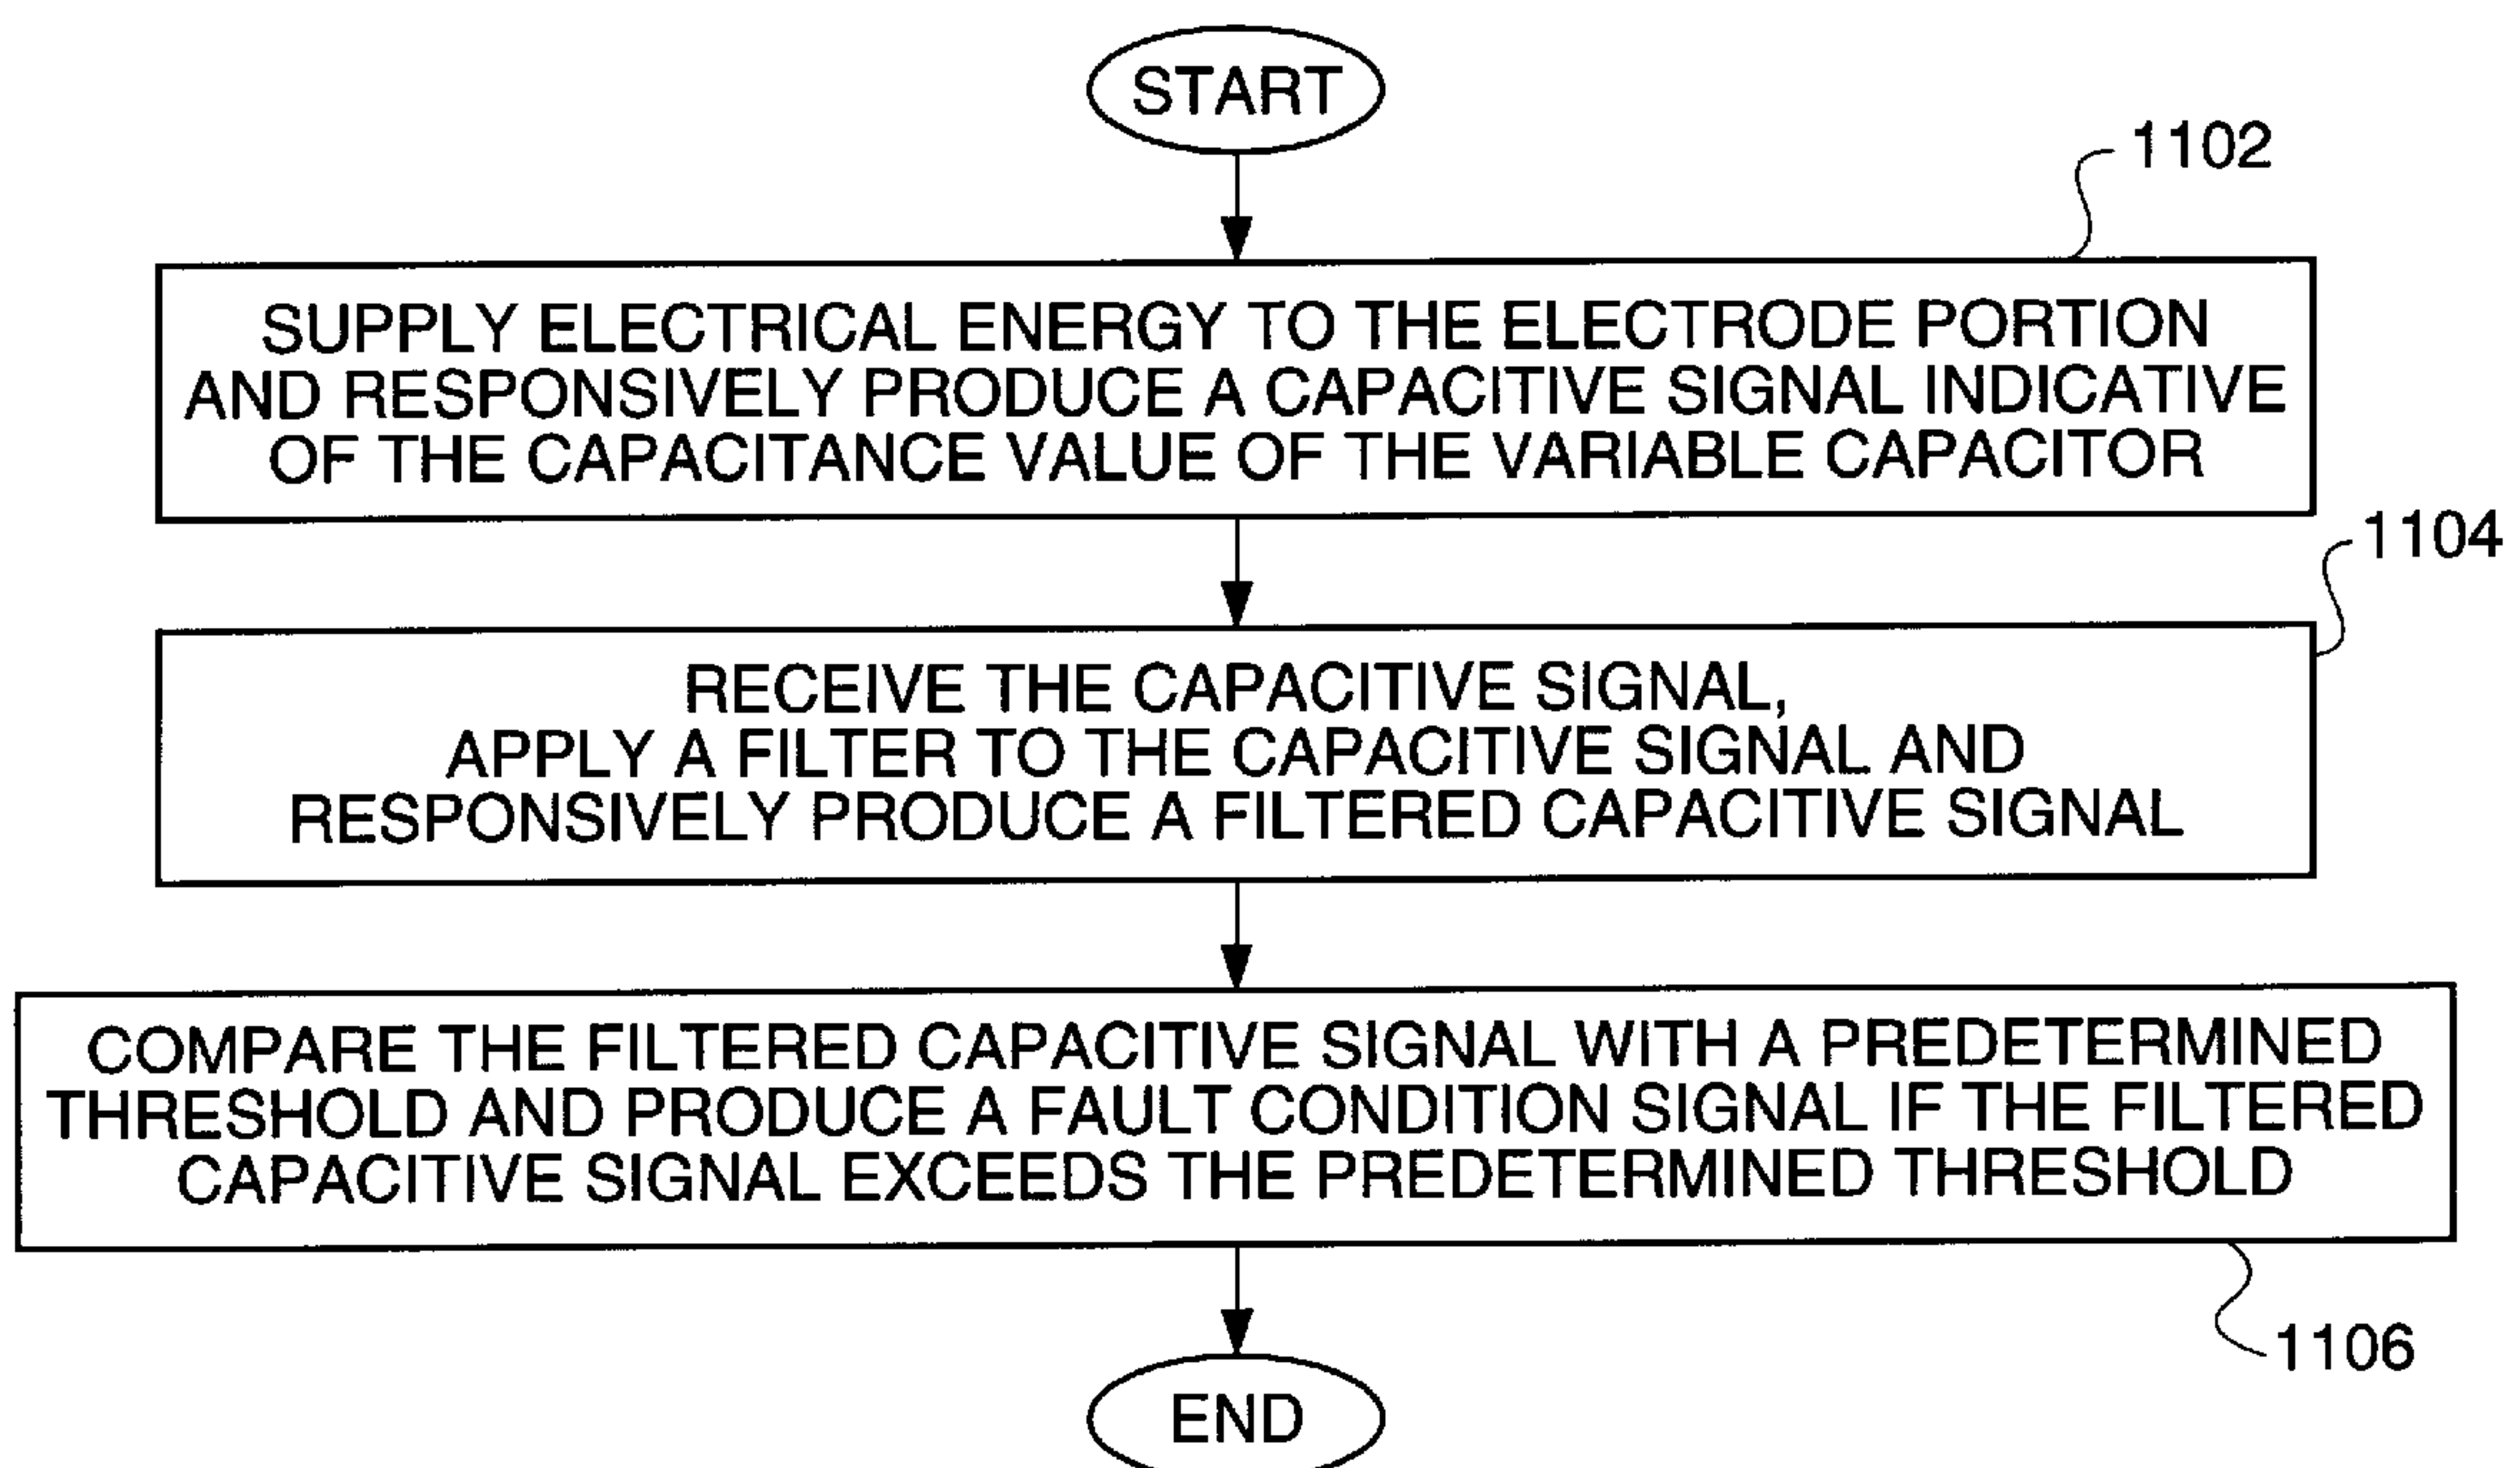 START
1102
SUPPLY ELECTRICAL ENERGY TO THE ELECTRODE PORTION
AND RESPONSIVELY PRODUCE A CAPACITIVE SIGNAL INDICATIVE
OF THE CAPACITANCE VALUE OF THE VARIABLE CAPACITOR
1104
RECEIVE THE CAPACITIVE SIGNAL,
APPLY A FILTER TO THE CAPACITIVE SIGNAL AND
RESPONSIVELY PRODUCE A FILTERED CAPACITIVE SIGNAL
COMPARE THE FILTERED CAPACITIVE SIGNAL WITH A PREDETERMINED
THRESHOLD AND PRODUCE A FAULT CONDITION SIGNAL IF THE FILTERED
CAPACITIVE SIGNAL EXCEEDS THE PREDETERMINED THRESHOLD
1106
END